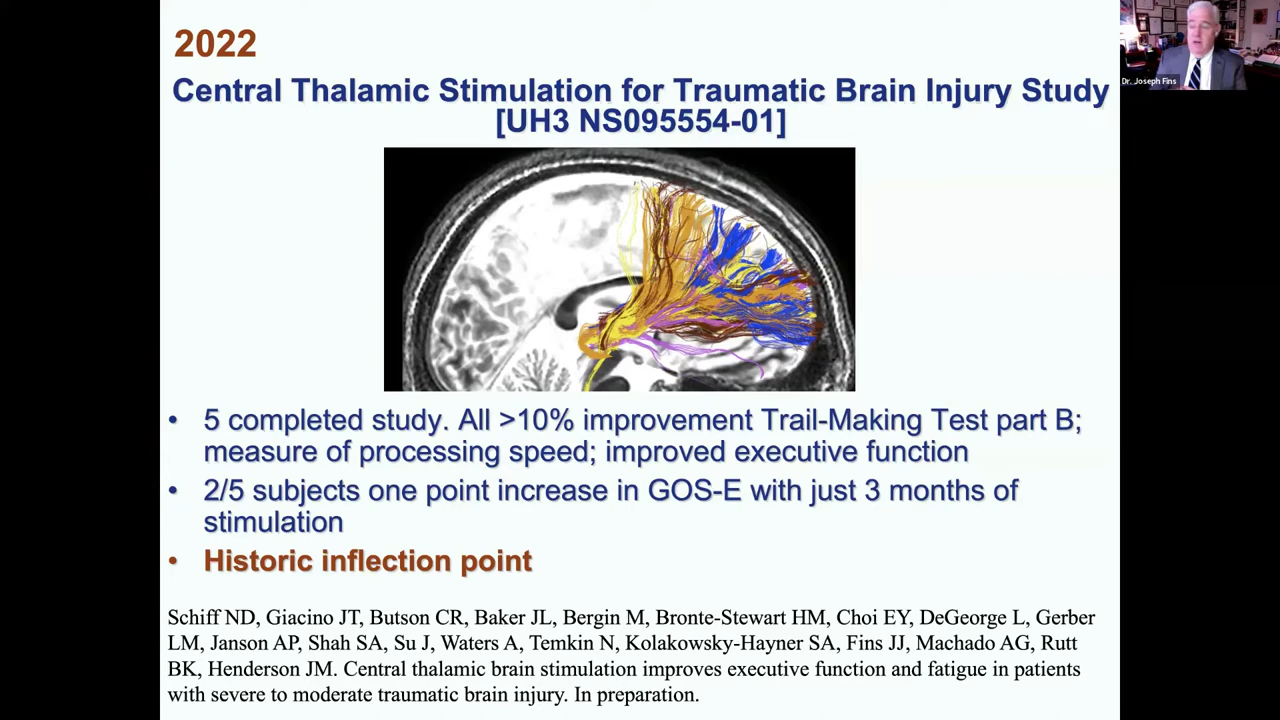 2022
Central Thalamic Stimulation for Traumatic Brain Injury Study
[UH3 NS095554-01]
Dr. Joseph Fins
• 5 completed study. All >10% improvement Trail-Making Test part B;
measure of processing speed; improved executive function
• 2/5 subjects one point increase in GOS-E with just 3 months of
stimulation
• Historic inflection point
Schiff ND, Giacino JT, Butson CR, Baker JL, Bergin M, Bronte-Stewart HM, Choi EY, DeGeorge L, Gerber
LM, Janson AP, Shah SA, Su J, Waters A, Temkin N, Kolakowsky-Hayner SA, Fins JJ, Machado AG, Rutt
BK, Henderson JM. Central thalamic brain stimulation improves executive function and fatigue in patients
with severe to moderate traumatic brain injury. In preparation.